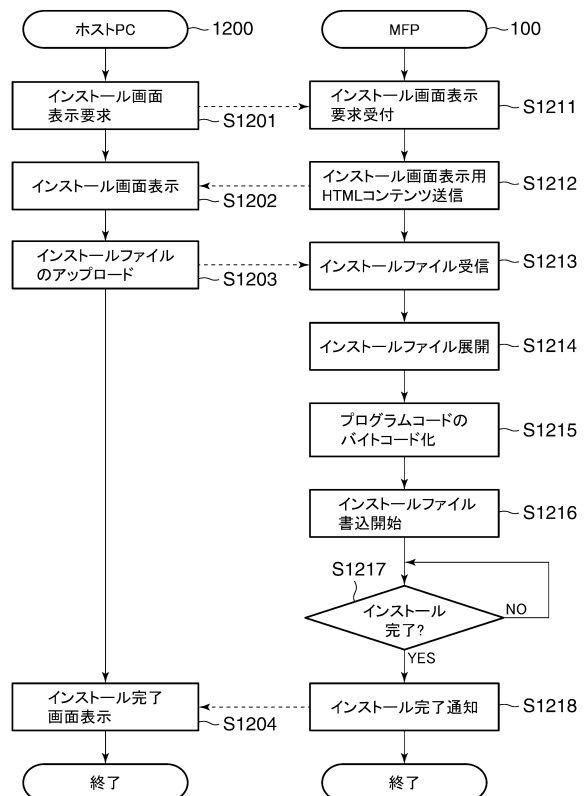 ホストPC
1200
MFP
100
インストール画面
表示要求
S1201
インストール画面表示
要求受付
S1211
インストール画面表示
S1202
インストール画面表示用
HTMLコンテンツ送信
S1212
インストールファイル
のアップロード
S1203
インストールファイル受信
S1213
インストールファイル展開
S1214
プログラムコードの
バイトコード化
S1215
インストールファイル
書込開始
S1216
S1217
インストール
完了?
NO
YES
インストール完了
画面表示
S1204
インストール完了通知
S1218
終了
終了